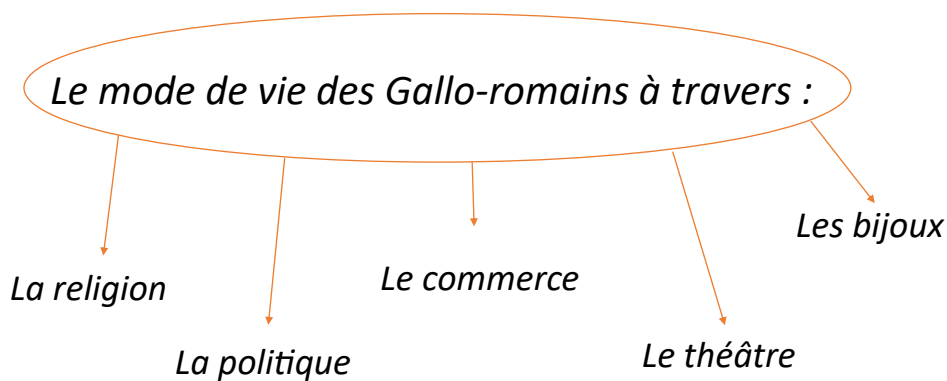 Le mode de vie des Gallo-romains à travers :
La religion
La politique
Le commerce
Le théâtre
Les bijoux